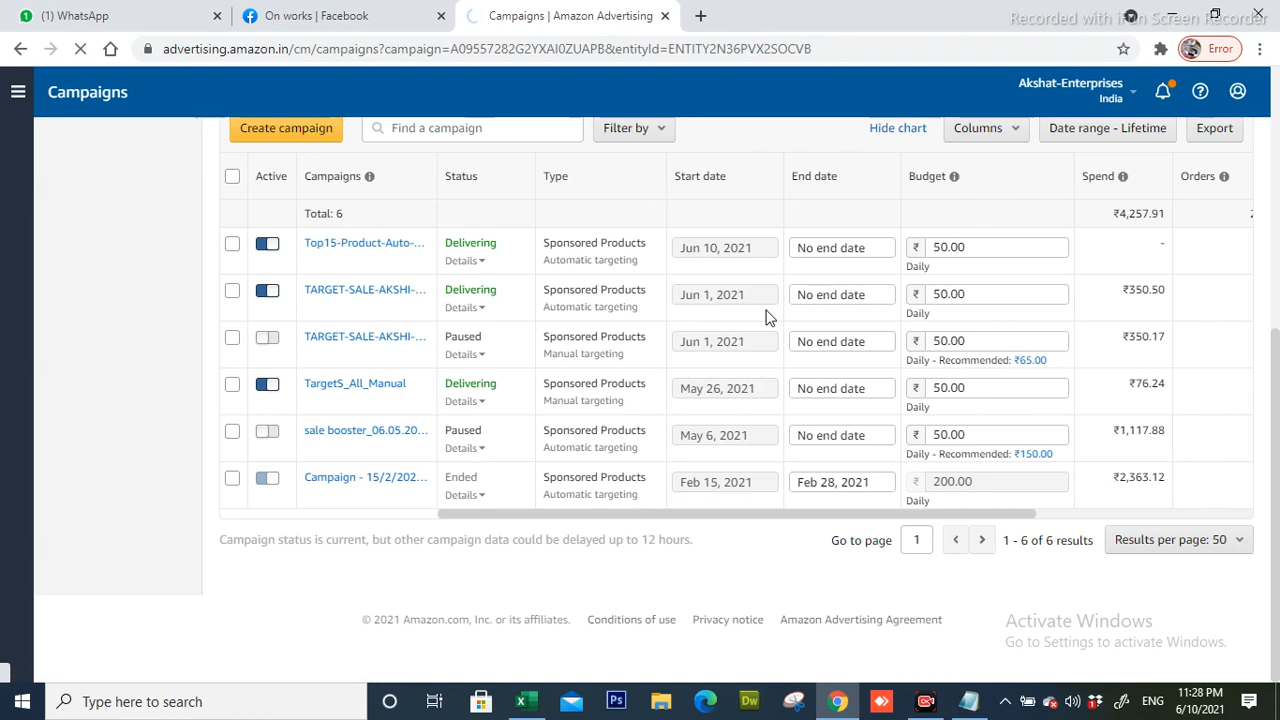 (1) WhatsApp
On works | Facebook
Campaigns | Amazon Advertising
Recorded with iFun Screen Recorder
advertising.amazon.in/cm/campaigns?campaign=A09557282G2YXAI0ZUAPB&entityId=ENTITY2N36PVX2SOCVB
Error
Campaigns
Akshat-Enterprises
India
Create campaign
Find a campaign
Filter by
Hide chart
Columns
Date range - Lifetime
Export
Active Campaigns Status Type Start date End date Budget Spend Orders
Total: 6 ₹4,257.91 2
Top15-Product-Auto-... Delivering Sponsored Products Jun 10, 2021 No end date ₹ 50.00 -
Details Automatic targeting Daily
TARGET-SALE-AKSHI-... Delivering Sponsored Products Jun 1, 2021 No end date ₹ 50.00 ₹350.50
Details Automatic targeting Daily
TARGET-SALE-AKSHI-... Paused Sponsored Products Jun 1, 2021 No end date ₹ 50.00 ₹350.17
Details Manual targeting Daily - Recommended: ₹65.00
TargetS_All_Manual Delivering Sponsored Products May 26, 2021 No end date ₹ 50.00 ₹76.24
Details Manual targeting Daily
sale booster_06.05.20... Paused Sponsored Products May 6, 2021 No end date ₹ 50.00 ₹1,117.88
Details Automatic targeting Daily - Recommended: ₹150.00
Campaign - 15/2/202... Ended Sponsored Products Feb 15, 2021 Feb 28, 2021 ₹ 200.00 ₹2,363.12
Details Automatic targeting Daily
Campaign status is current, but other campaign data could be delayed up to 12 hours.
Go to page 1 1 - 6 of 6 results Results per page: 50
© 2021 Amazon.com, Inc. or its affiliates. Conditions of use Privacy notice Amazon Advertising Agreement
Activate Windows
Go to Settings to activate Windows.
Type here to search
Ps
Dw
ENG
11:28 PM
6/10/2021